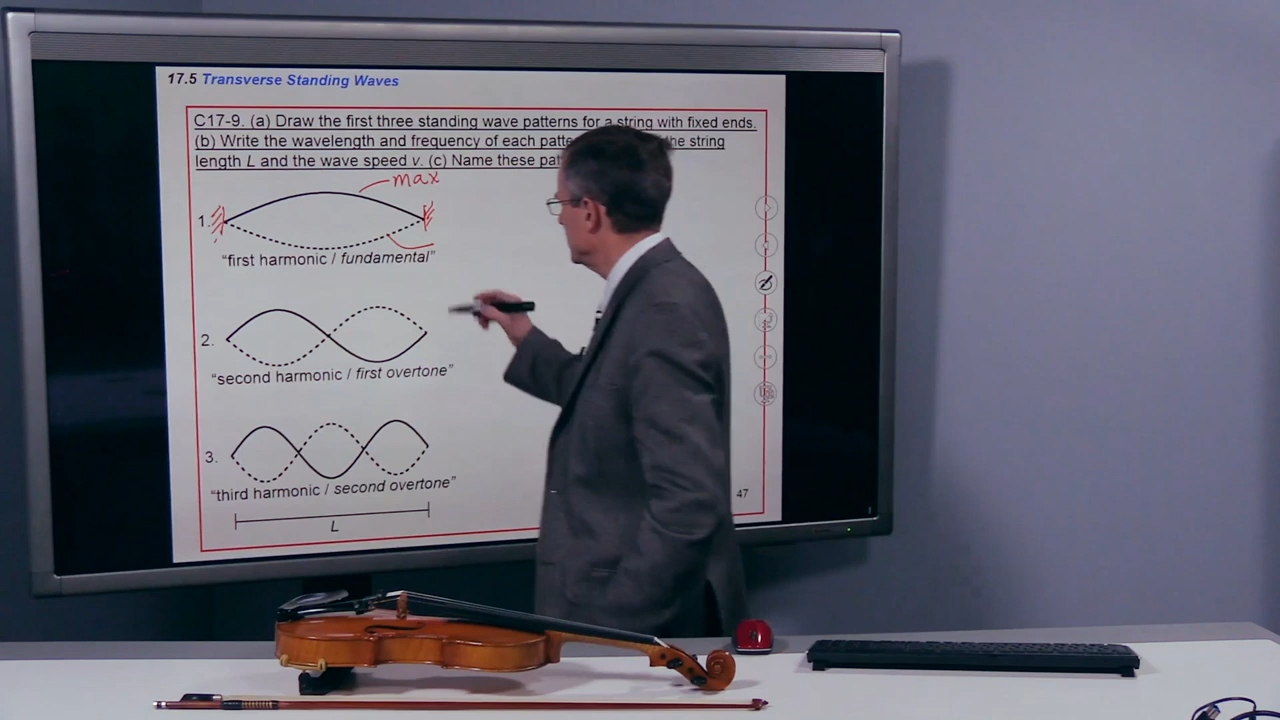 17.5 Transverse Standing Waves
C17-9. (a) Draw the first three standing wave patterns for a string with fixed ends.
(b) Write the wavelength and frequency of each the string
length L and the wave speed v. (c) Name these
max
1.
"first harmonic / fundamental"
2.
"second harmonic / first overtone"
3.
"third harmonic / second overtone"
L
47